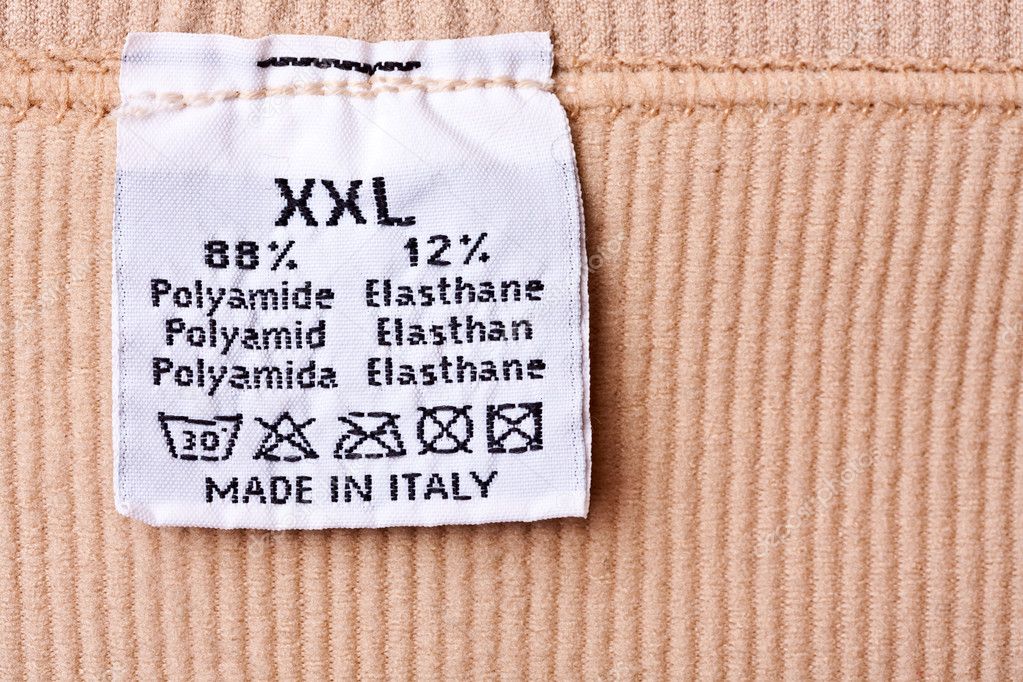 XXL
88% 12%
Polyamide Elasthane
Polyamid Elasthan
Polyamida Elasthane
30
MADE IN ITALY